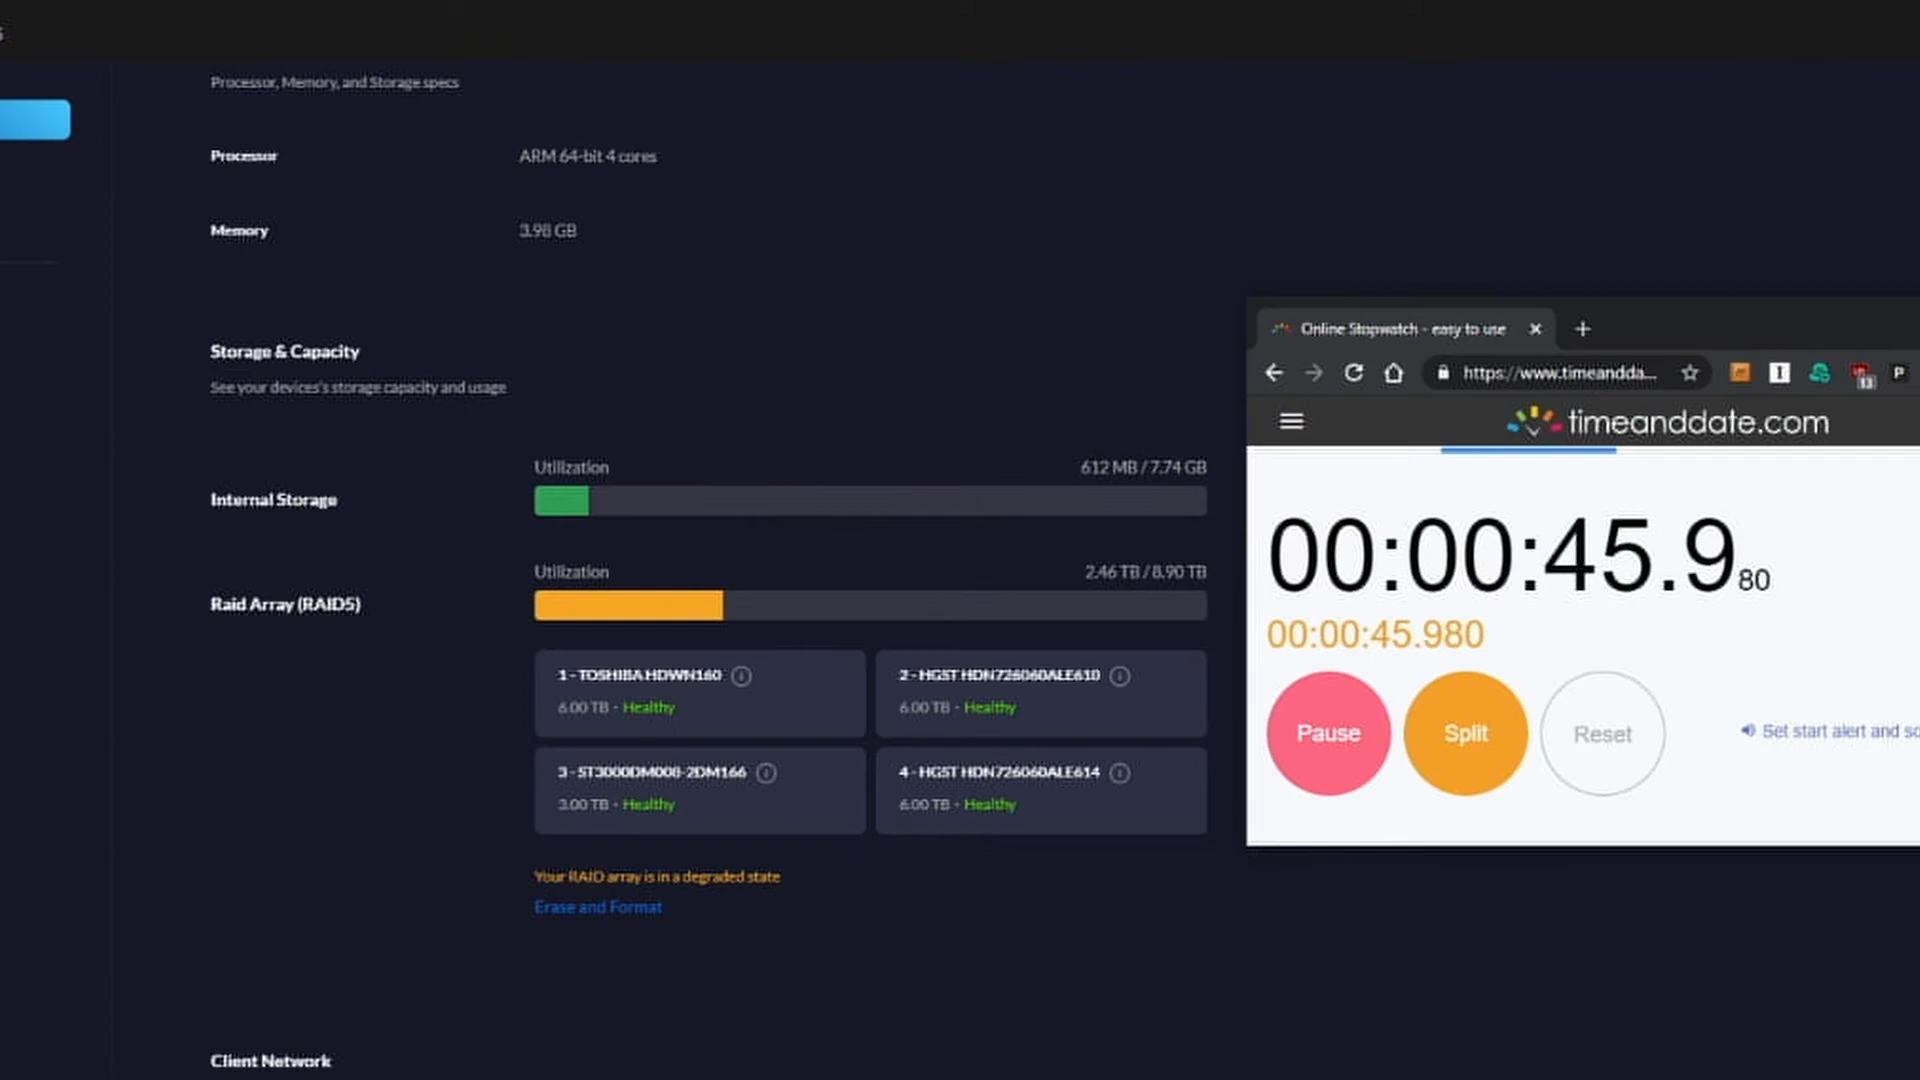 Processor, Memory, and Storage specs
Processor
ARM 64-bit 4 cores
Memory
3.98 GB
Storage & Capacity
See your devices's storage capacity and usage
Utilization
612 MB / 7.74 GB
Internal Storage
Utilization
2.46 TB / 8.90 TB
Raid Array (RAID5)
1 - TOSHIBA HDWN160
6.00 TB - Healthy
2 - HGST HDN726060ALE610
6.00 TB - Healthy
3 - ST3000DM008-2DM166
3.00 TB - Healthy
4 - HGST HDN726060ALE614
6.00 TB - Healthy
Your RAID array is in a degraded state
Erase and Format
Client Network
Online Stopwatch - easy to use
https://www.timeandda...
13
P
timeanddate.com
00:00:45.980
00:00:45.980
Pause
Split
Reset
Set start alert and so